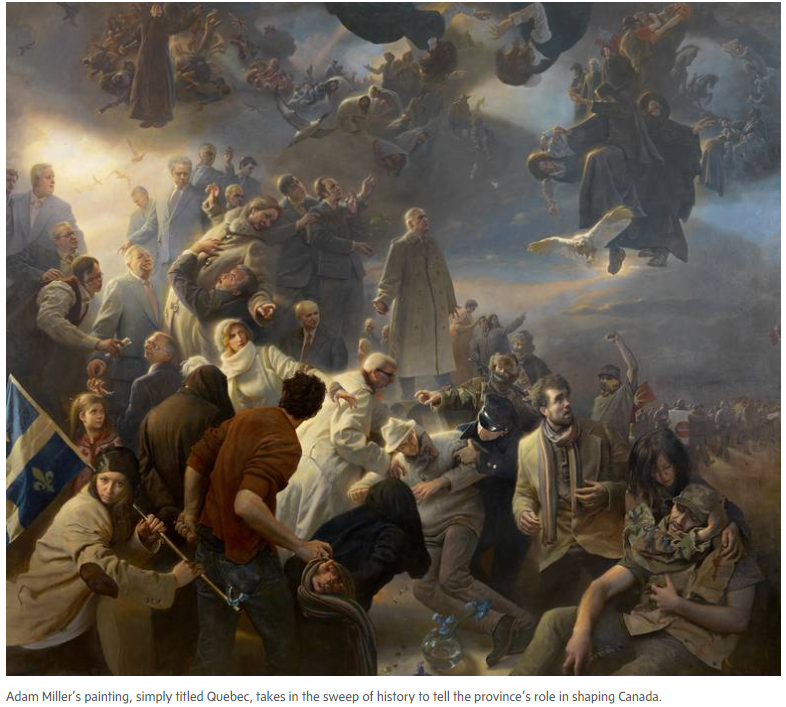 Adam Miller’s painting, simply titled Quebec, takes in the sweep of history to tell the province’s role in shaping Canada.